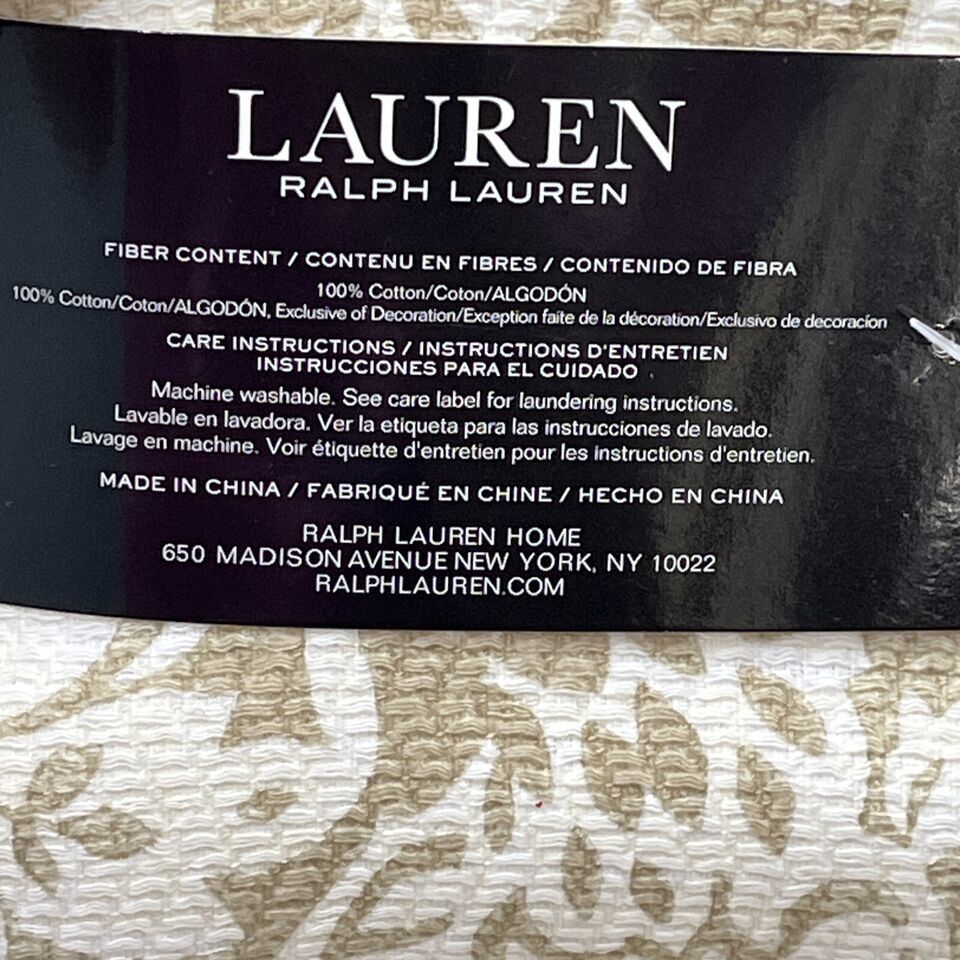 LAUREN
RALPH LAUREN
FIBER CONTENT / CONTENU EN FIBRES / CONTENIDO DE FIBRA
100% Cotton/Coton/ALGODÓN
100% Cotton/Coton/ALGODÓN, Exclusive of Decoration/Exception faite de la décoration/Exclusivo de decoracion
CARE INSTRUCTIONS / INSTRUCTIONS D'ENTRETIEN
INSTRUCCIONES PARA EL CUIDADO
Machine washable. See care label for laundering instructions.
Lavable en lavadora. Ver la etiqueta para las instrucciones de lavado.
Lavage en machine. Voir étiquette d'entretien pour les instructions d'entretien.
MADE IN CHINA / FABRIQUÉ EN CHINE / HECHO EN CHINA
RALPH LAUREN HOME
650 MADISON AVENUE NEW YORK, NY 10022
RALPHLAUREN.COM